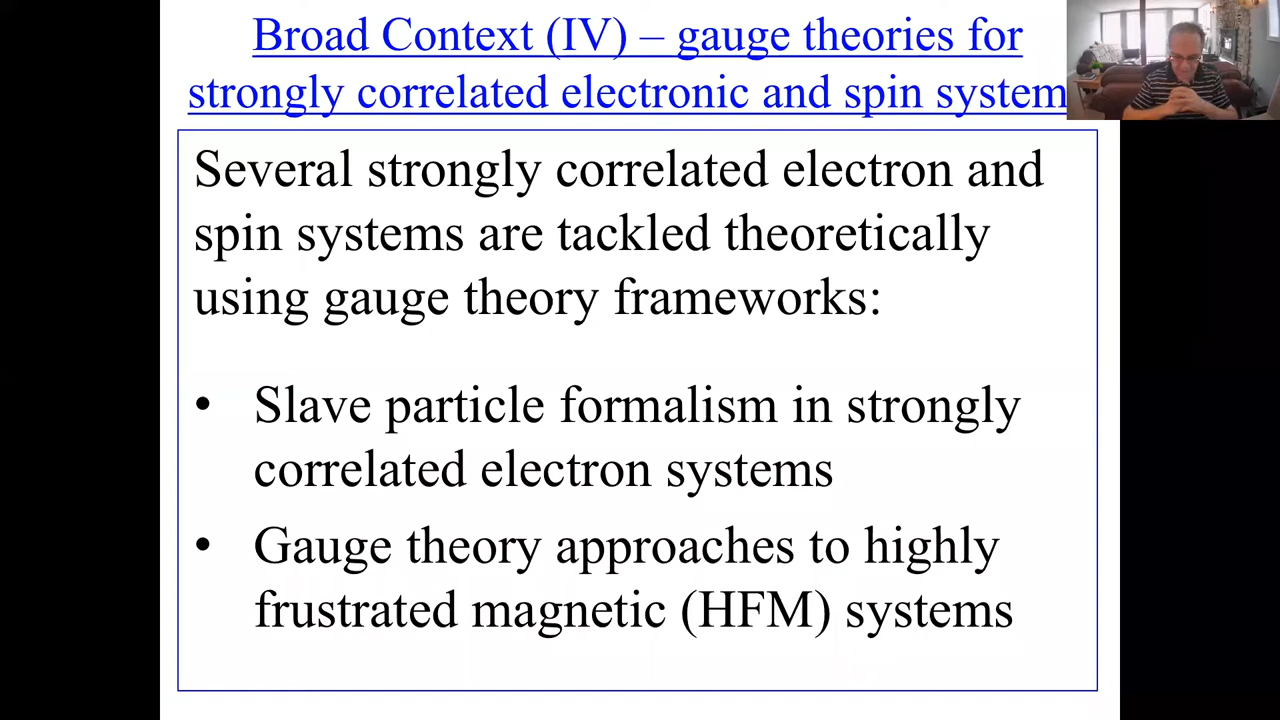 Broad Context (IV) – gauge theories for
strongly correlated electronic and spin system
Several strongly correlated electron and
spin systems are tackled theoretically
using gauge theory frameworks:
• Slave particle formalism in strongly
correlated electron systems
• Gauge theory approaches to highly
frustrated magnetic (HFM) systems